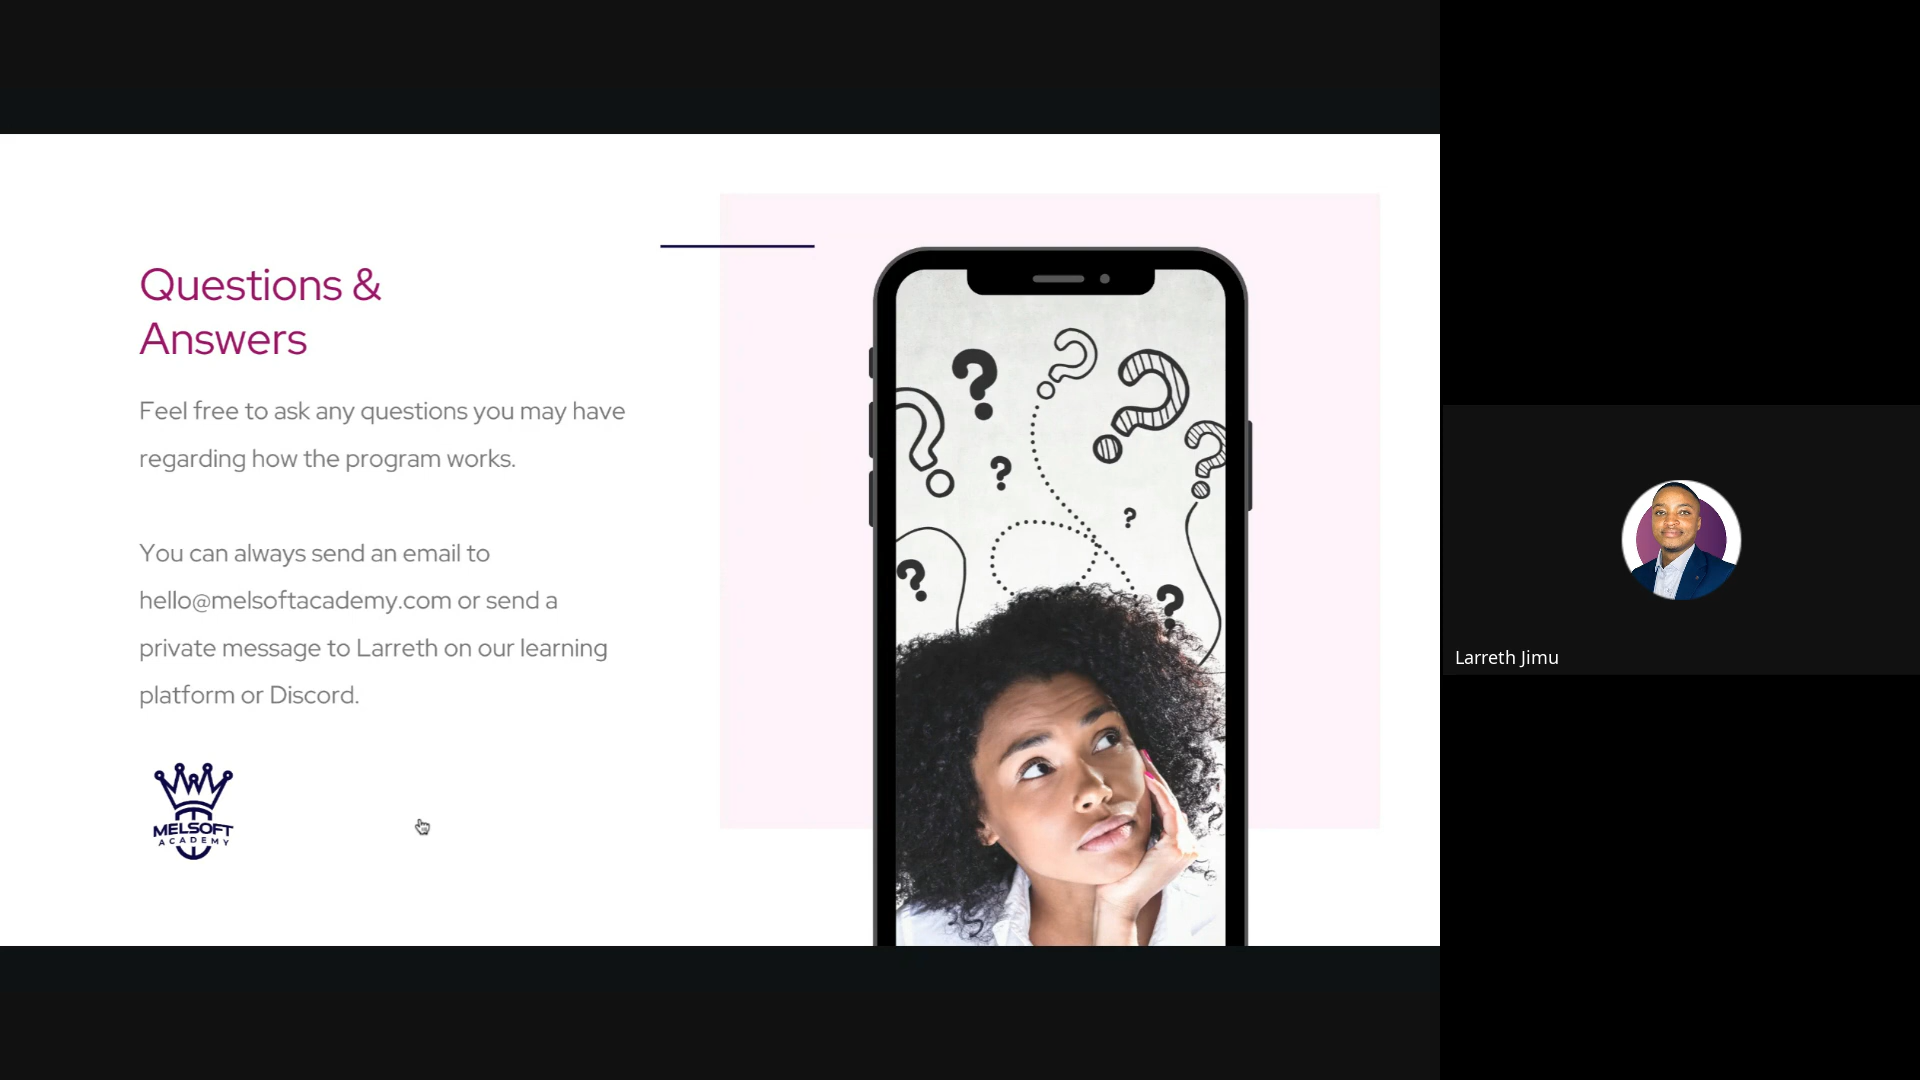 Questions &
Answers
Feel free to ask any questions you may have
regarding how the program works.
You can always send an email to
hello@melsoftacademy.com or send a
private message to Larreth on our learning
platform or Discord.
MELSOFT
ACADEMY
Larreth Jimu